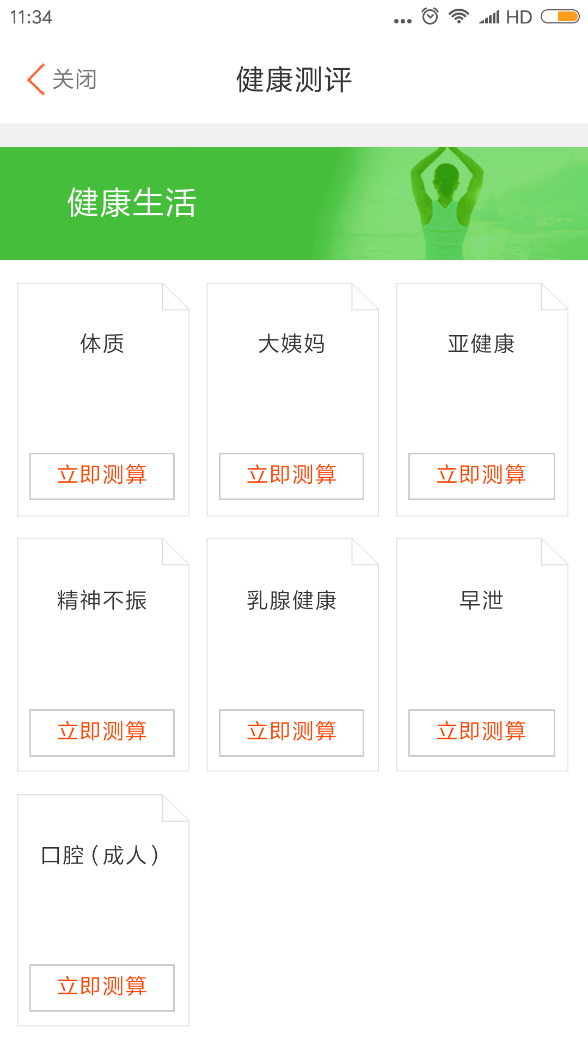 11:34
HD
关闭
健康测评
健康生活
体质
大姨妈
亚健康
立即测算
立即测算
立即测算
精神不振
乳腺健康
早泄
立即测算
立即测算
立即测算
口腔(成人)
立即测算